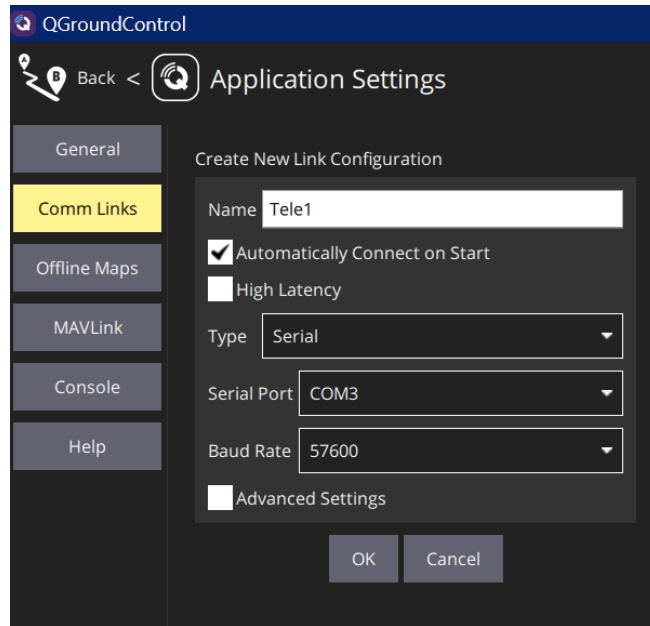 QGroundControl
Back < Application Settings
General
Comm Links
Offline Maps
MAVLink
Console
Help
Create New Link Configuration
Name Tele1
Automatically Connect on Start
High Latency
Type Serial
Serial Port COM3
Baud Rate 57600
Advanced Settings
OK Cancel